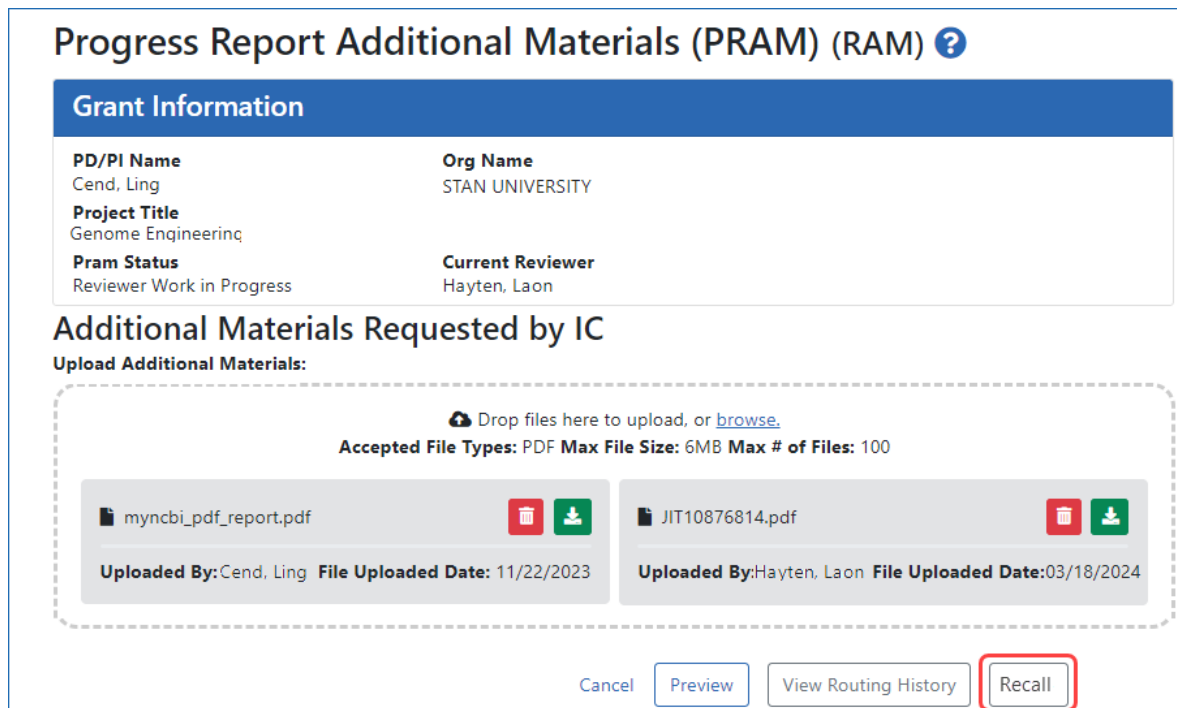 Progress Report Additional Materials (PRAM) (RAM) ?
Grant Information
PD/PI Name
Cend, Ling
Org Name
STAN UNIVERSITY
Project Title
Genome Engineering
Pram Status
Reviewer Work in Progress
Current Reviewer
Hayten, Laon
Additional Materials Requested by IC
Upload Additional Materials:
Drop files here to upload, or browse.
Accepted File Types: PDF Max File Size: 6MB Max # of Files: 100
myncbi_pdf_report.pdf
Uploaded By: Cend, Ling File Uploaded Date: 11/22/2023
JIT10876814.pdf
Uploaded By:Hayten, Laon File Uploaded Date:03/18/2024
Cancel
Preview
View Routing History
Recall